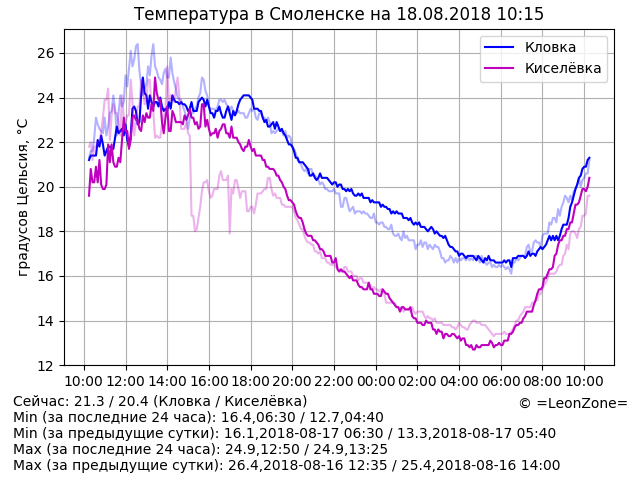 Температура в Смоленске на 18.08.2018 10:15
Кловка
Киселёвка
градусов Цельсия, °C
26
24
22
20
18
16
14
12
10:00 12:00 14:00 16:00 18:00 20:00 22:00 00:00 02:00 04:00 06:00 08:00 10:00
Сейчас: 21.3 / 20.4 (Кловка / Киселёвка)
© =LeonZone=
Min (за последние 24 часа): 16.4,06:30 / 12.7,04:40
Min (за предыдущие сутки): 16.1,2018-08-17 06:30 / 13.3,2018-08-17 05:40
Max (за последние 24 часа): 24.9,12:50 / 24.9,13:25
Max (за предыдущие сутки): 26.4,2018-08-16 12:35 / 25.4,2018-08-16 14:00